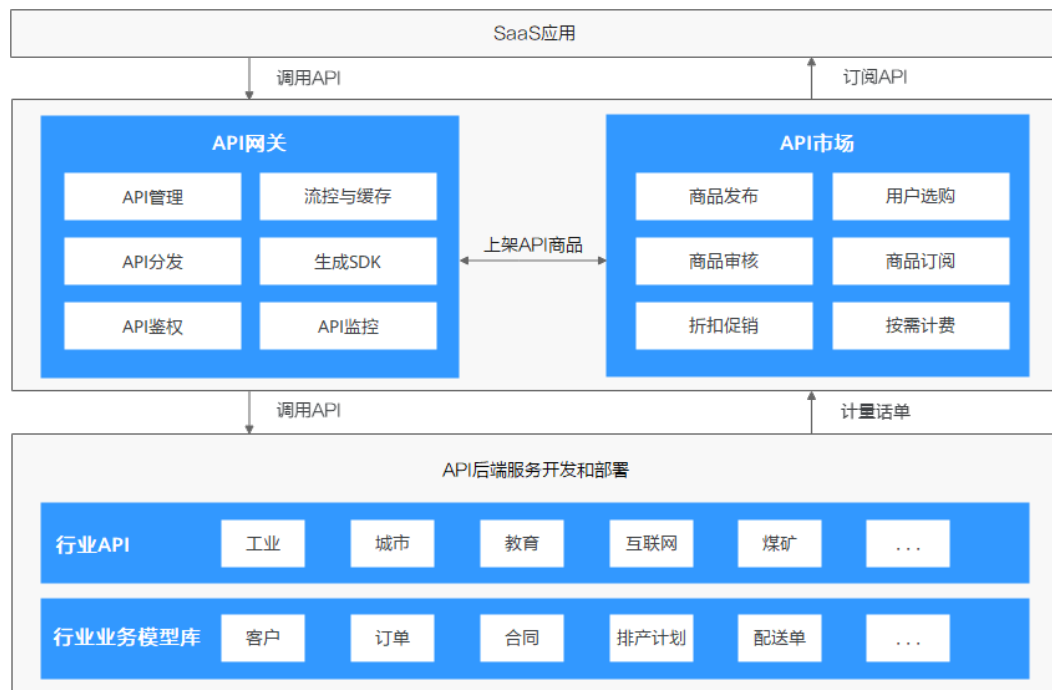 SaaS应用
调用API
订阅API
API网关
API管理
流控与缓存
API分发
生成SDK
API鉴权
API监控
上架API商品
API市场
商品发布
用户选购
商品审核
商品订阅
折扣促销
按需计费
调用API
计量话单
API后端服务开发和部署
行业API
工业
城市
教育
互联网
煤矿
...
行业业务模型库
客户
订单
合同
排产计划
配送单
...